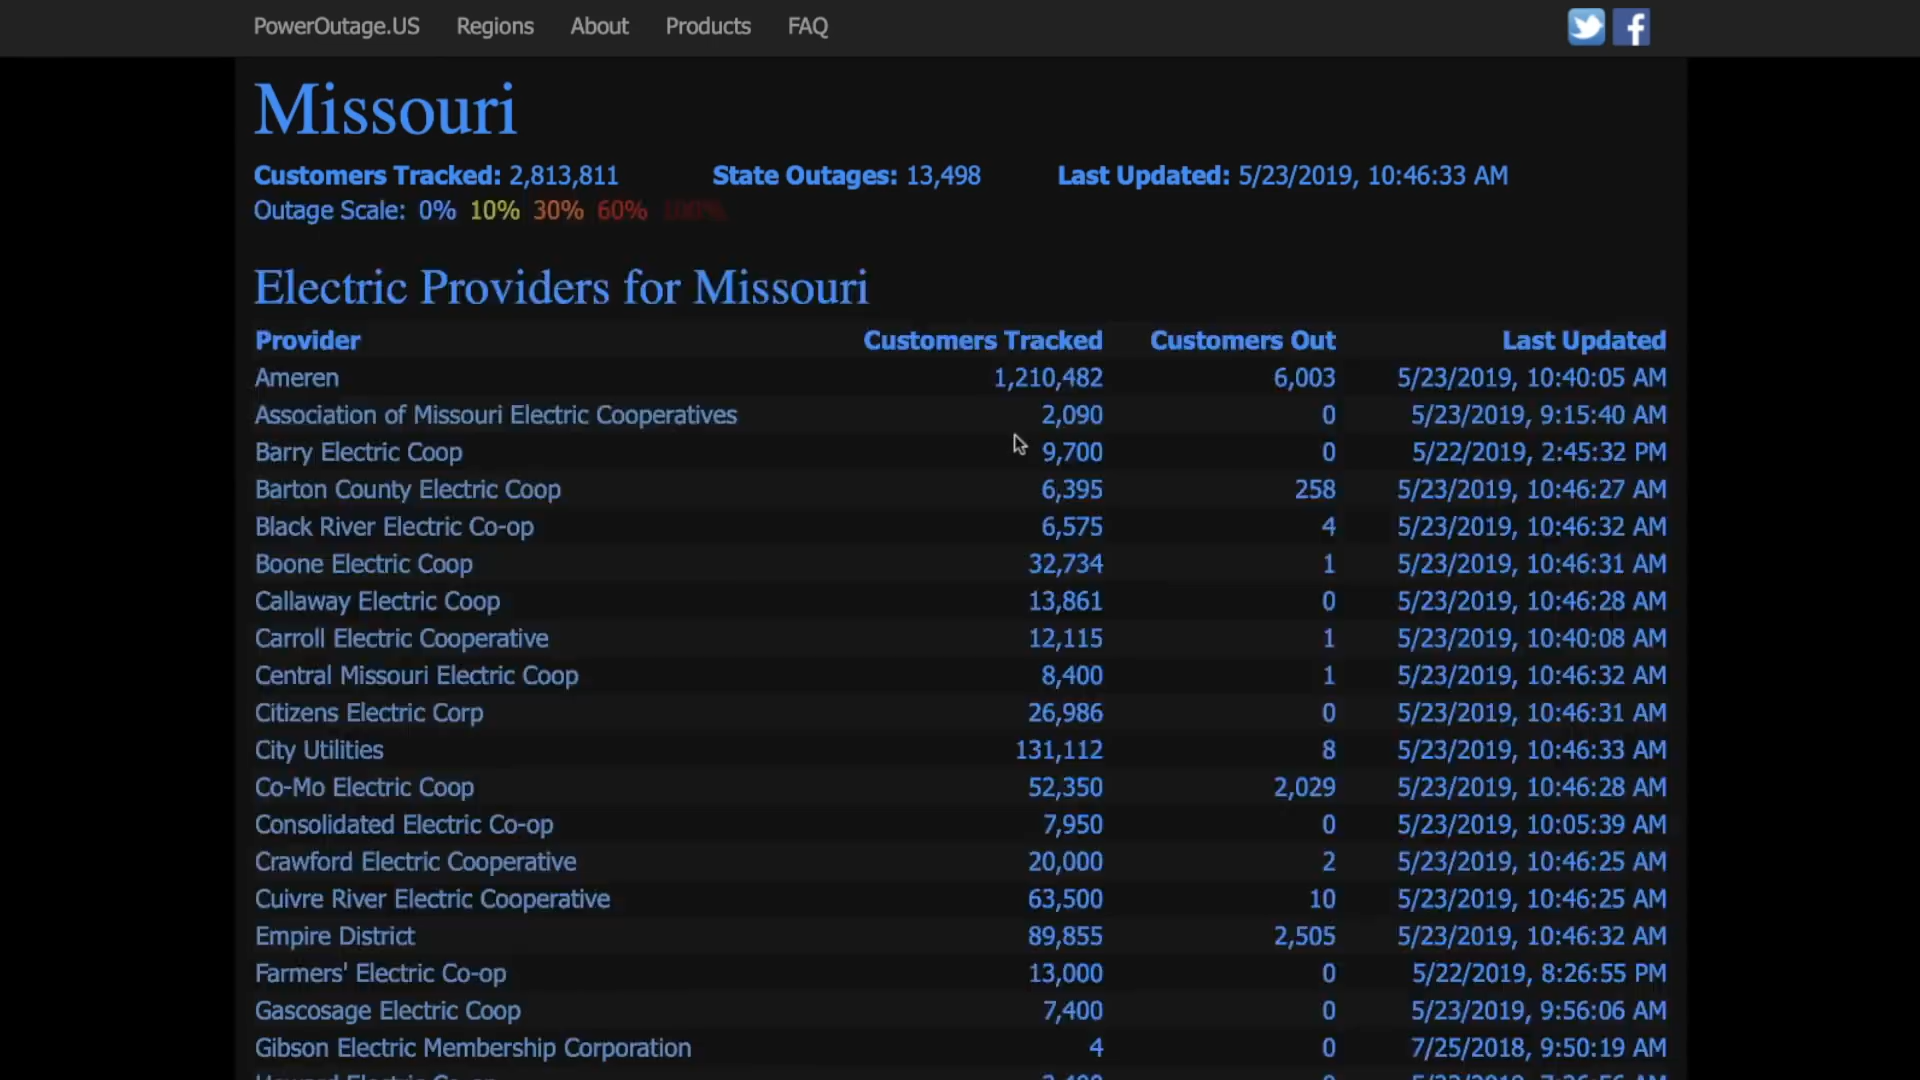 PowerOutage.US Regions About Products FAQ
Missouri
Customers Tracked: 2,813,811 State Outages: 13,498 Last Updated: 5/23/2019, 10:46:33 AM
Outage Scale: 0% 10% 30% 60% 100%
Electric Providers for Missouri
Provider Customers Tracked Customers Out Last Updated
Ameren 1,210,482 6,003 5/23/2019, 10:40:05 AM
Association of Missouri Electric Cooperatives 2,090 0 5/23/2019, 9:15:40 AM
Barry Electric Coop 9,700 0 5/22/2019, 2:45:32 PM
Barton County Electric Coop 6,395 258 5/23/2019, 10:46:27 AM
Black River Electric Co-op 6,575 4 5/23/2019, 10:46:32 AM
Boone Electric Coop 32,734 1 5/23/2019, 10:46:31 AM
Callaway Electric Coop 13,861 0 5/23/2019, 10:46:28 AM
Carroll Electric Cooperative 12,115 1 5/23/2019, 10:40:08 AM
Central Missouri Electric Coop 8,400 1 5/23/2019, 10:46:32 AM
Citizens Electric Corp 26,986 0 5/23/2019, 10:46:31 AM
City Utilities 131,112 8 5/23/2019, 10:46:33 AM
Co-Mo Electric Coop 52,350 2,029 5/23/2019, 10:46:28 AM
Consolidated Electric Co-op 7,950 0 5/23/2019, 10:05:39 AM
Crawford Electric Cooperative 20,000 2 5/23/2019, 10:46:25 AM
Cuivre River Electric Cooperative 63,500 10 5/23/2019, 10:46:25 AM
Empire District 89,855 2,505 5/23/2019, 10:46:32 AM
Farmers' Electric Co-op 13,000 0 5/22/2019, 8:26:55 PM
Gascosage Electric Coop 7,400 0 5/23/2019, 9:56:06 AM
Gibson Electric Membership Corporation 4 0 7/25/2018, 9:50:19 AM